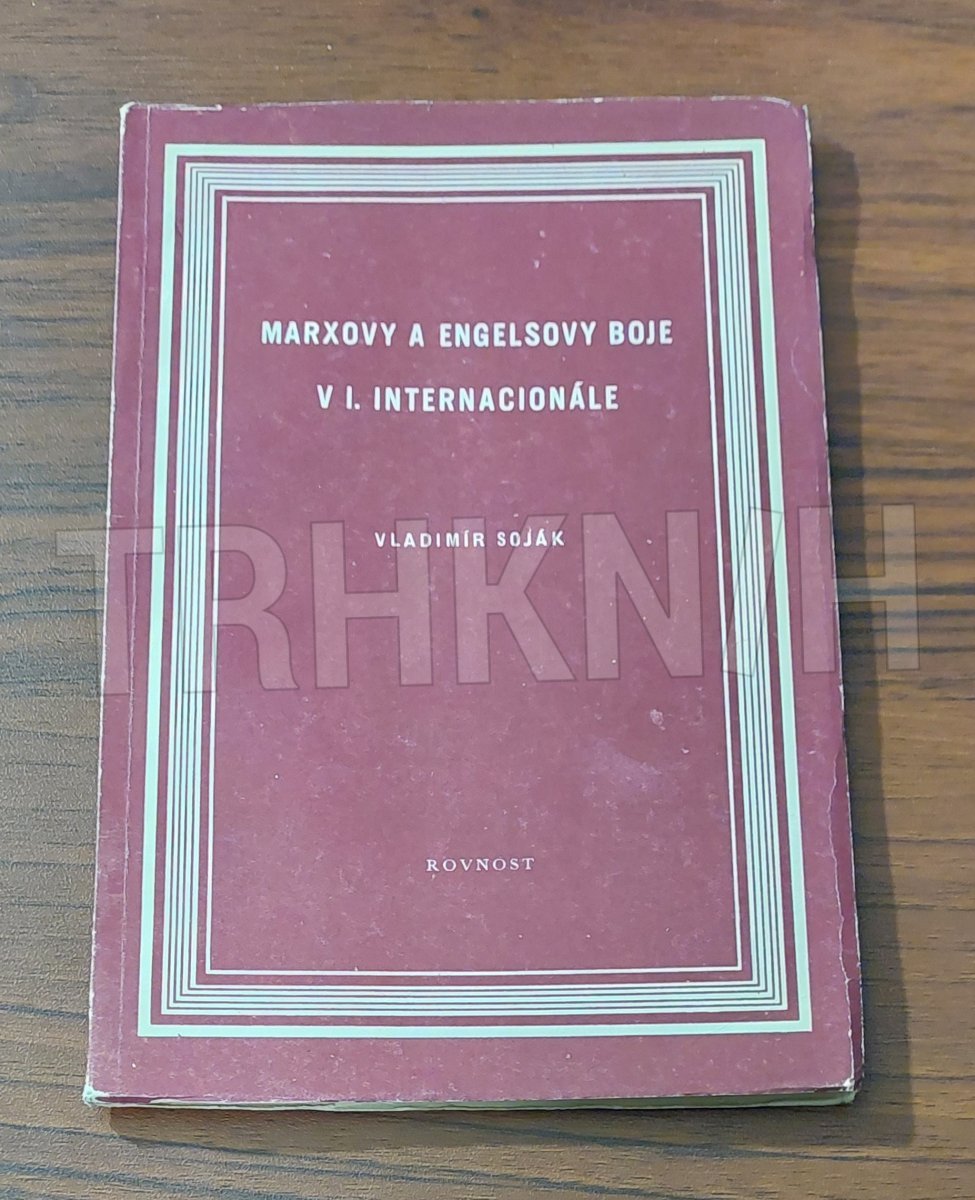 MARXOVY A ENGELSOVY BOJE
V I. INTERNACIONÁLE
VLADIMÍR SOJÁK
TRHKNIH
ROVNOST